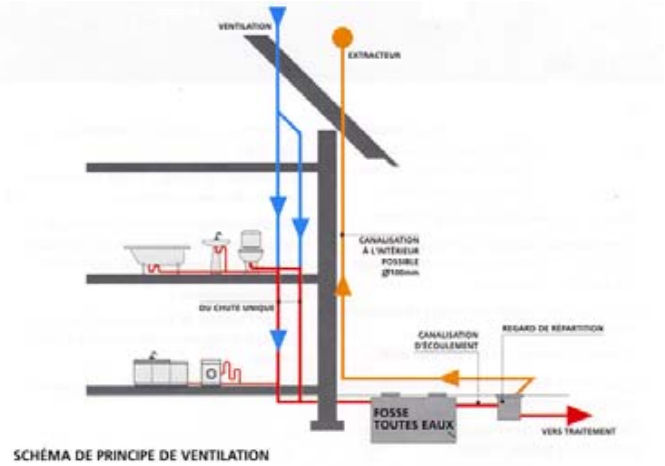 VENTILATION
EXTRACTEUR
CANALISATION
À L'INTÉRIEUR
POSSIBLE
Ø100mm
OU CHUTE UNIQUE
CANALISATION
D'ÉCOULEMENT
REGARD DE RÉPARTITION
FOSSE
TOUTES EAUX
VERS TRAITEMENT
SCHÉMA DE PRINCIPE DE VENTILATION